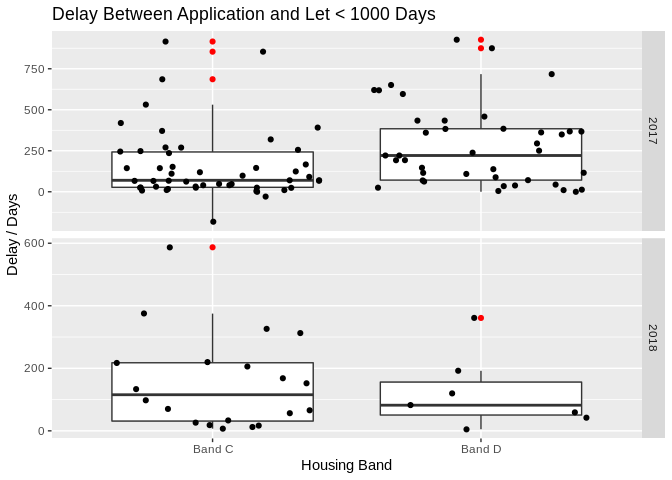 Delay Between Application and Let < 1000 Days
750
500
250
0
2017
Delay / Days
600
400
200
0
2018
Band C
Band D
Housing Band